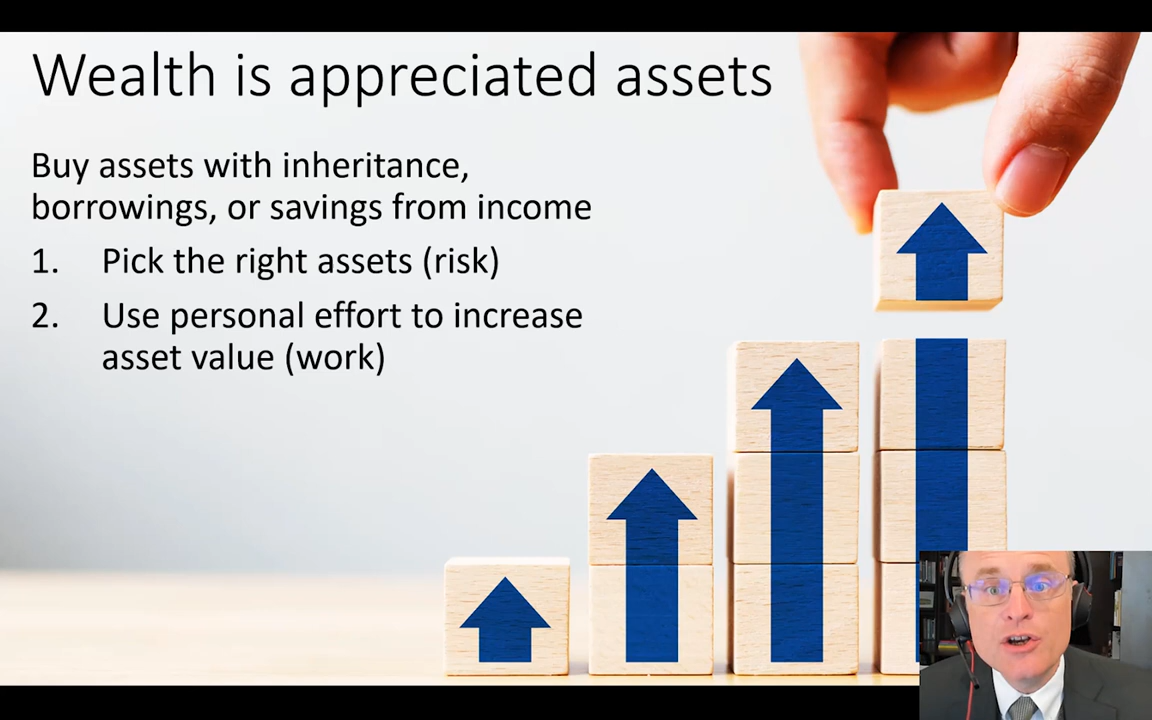 Wealth is appreciated assets
Buy assets with inheritance,
borrowings, or savings from income
1. Pick the right assets (risk)
2. Use personal effort to increase
asset value (work)